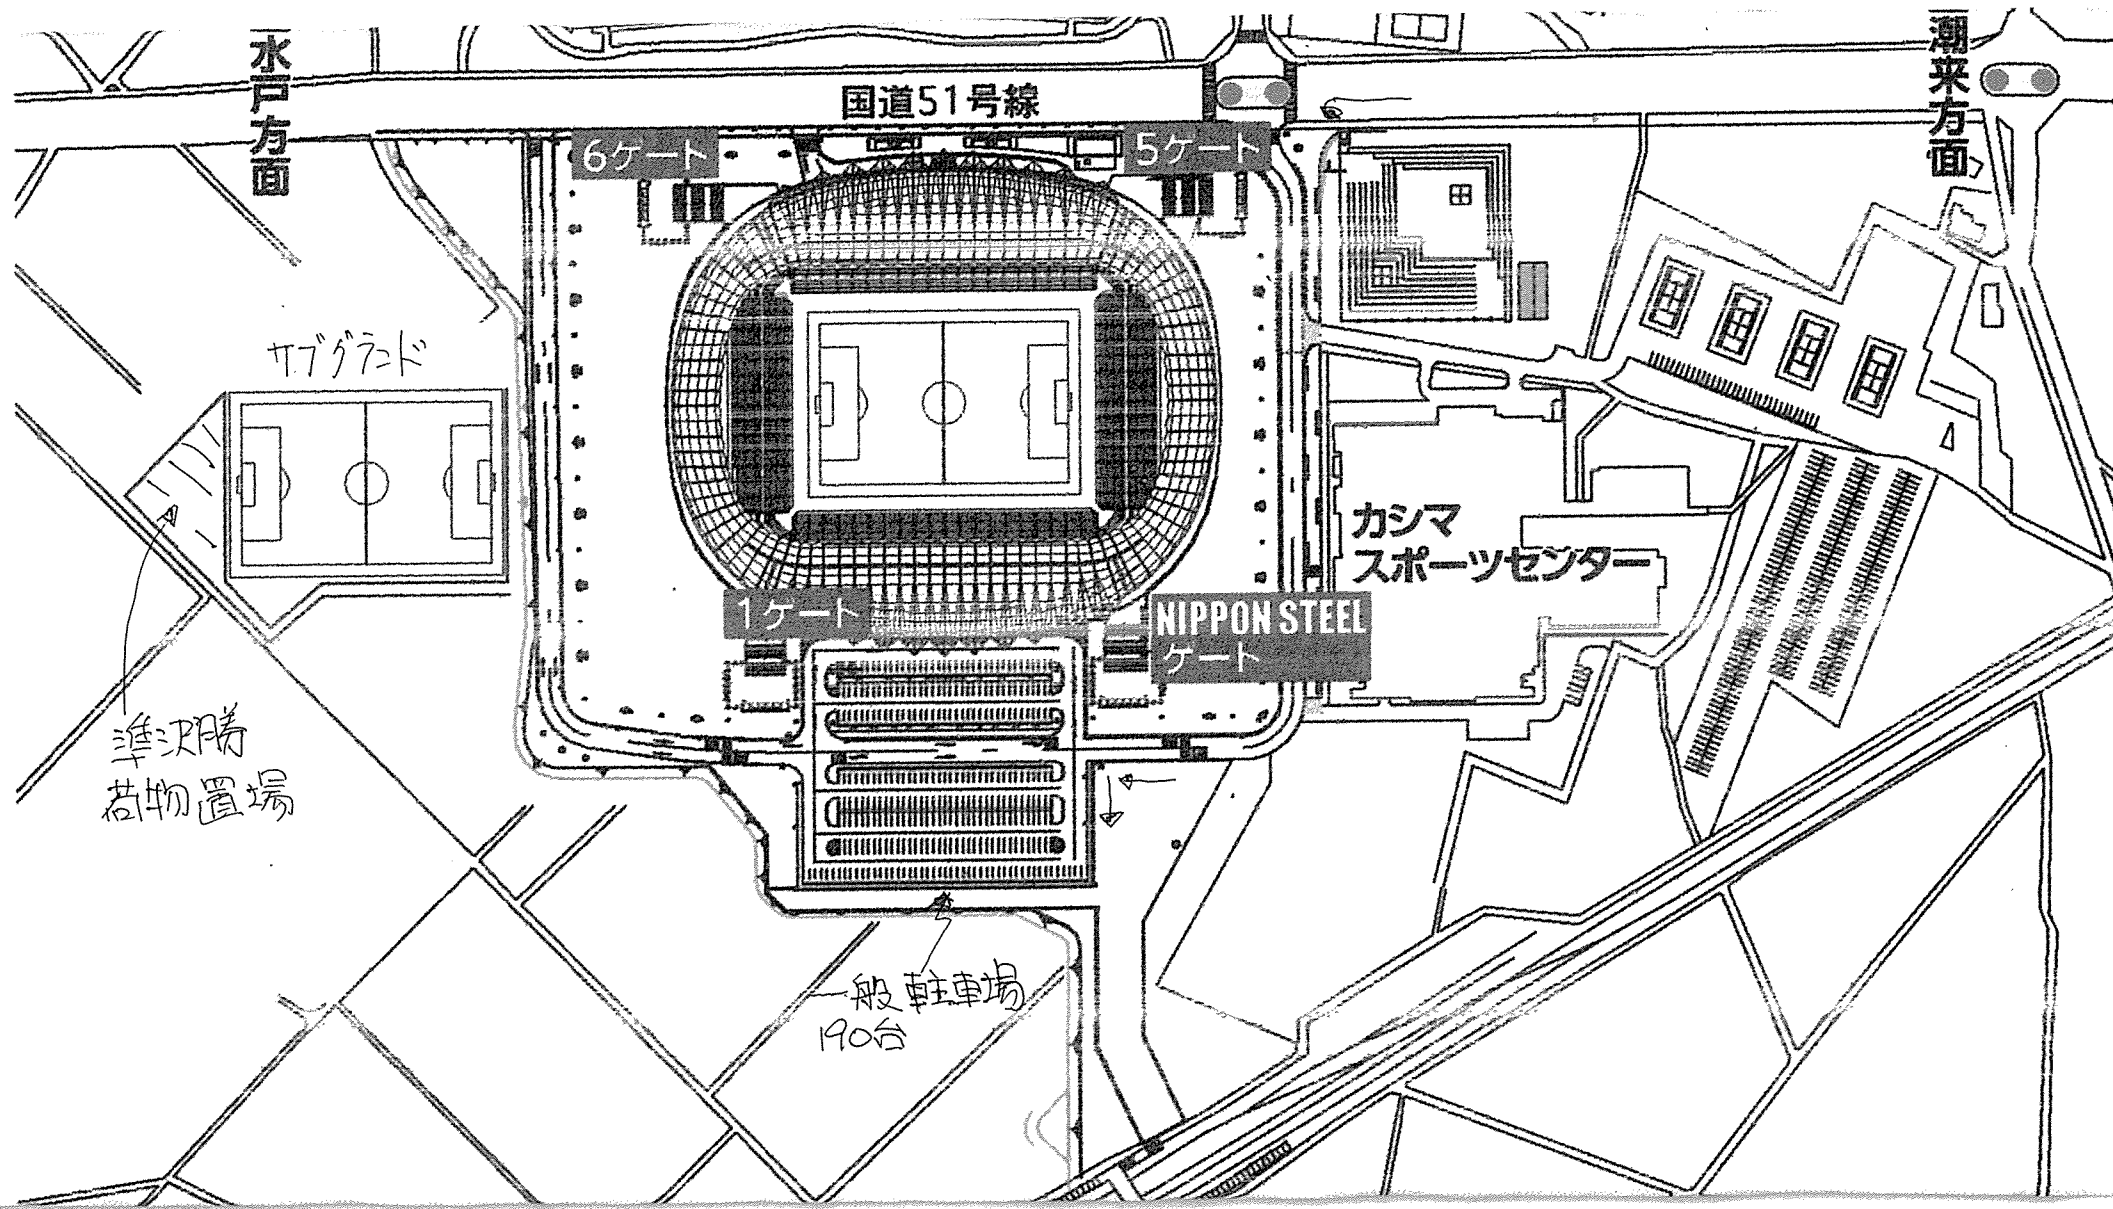 水戸方面
国道51号線
潮来方面
6ゲート
5ゲート
サブグランド
カシマ
スポーツセンター
1ゲート
NIPPON STEEL
ゲート
準決勝
荷物置場
一般駐車場
190台